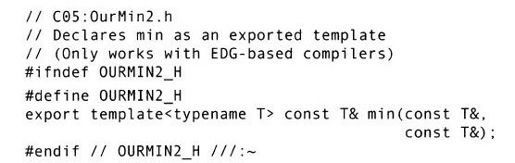 // C05:OurMin2.h
// Declares min as an exported template
// (Only works with EDG-based compilers)
#ifndef OURMIN2_H
#define OURMIN2_H
export template<typename T> const T& min(const T&,
const T&);
#endif // OURMIN2_H ///:~